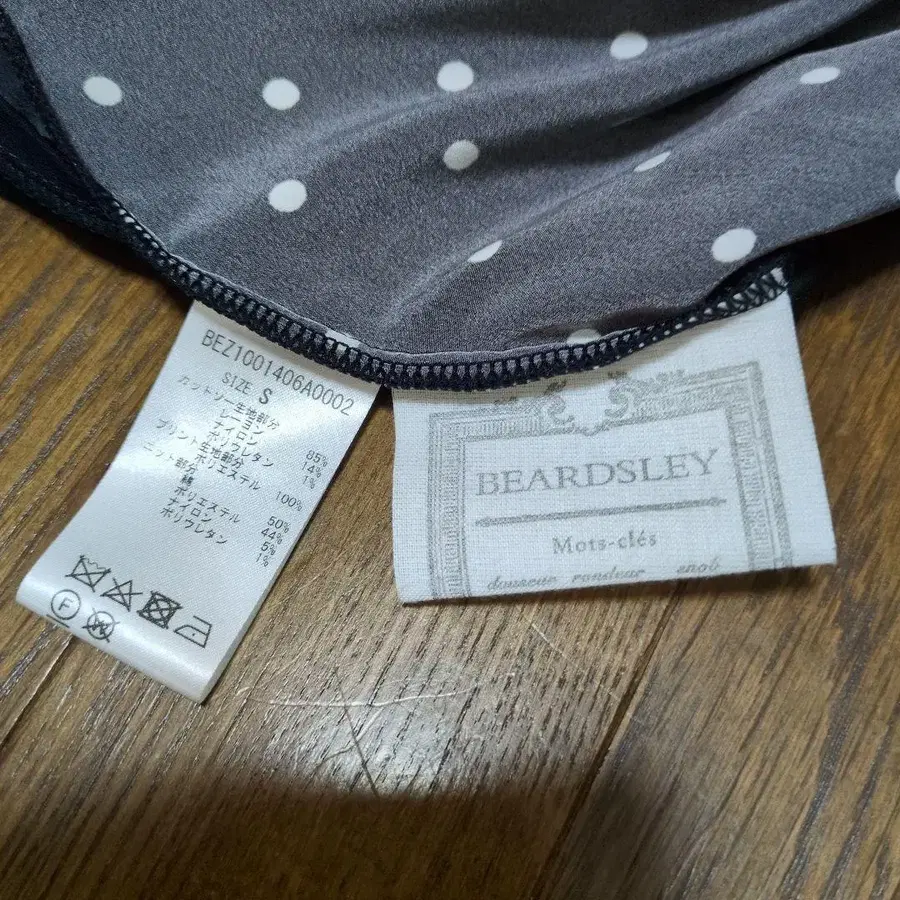 BEZ1001406A0002
SIZE S
カットソー生地部分
レーヨン 85%
ナイロン 14%
ポリウレタン 1%
プリント生地部分
ポリエステル 100%
ニット部分
綿 50%
ポリエステル 44%
ナイロン 5%
ポリウレタン 1%
F
W
BEARDSLEY
Mots-clés
douceur rondeur